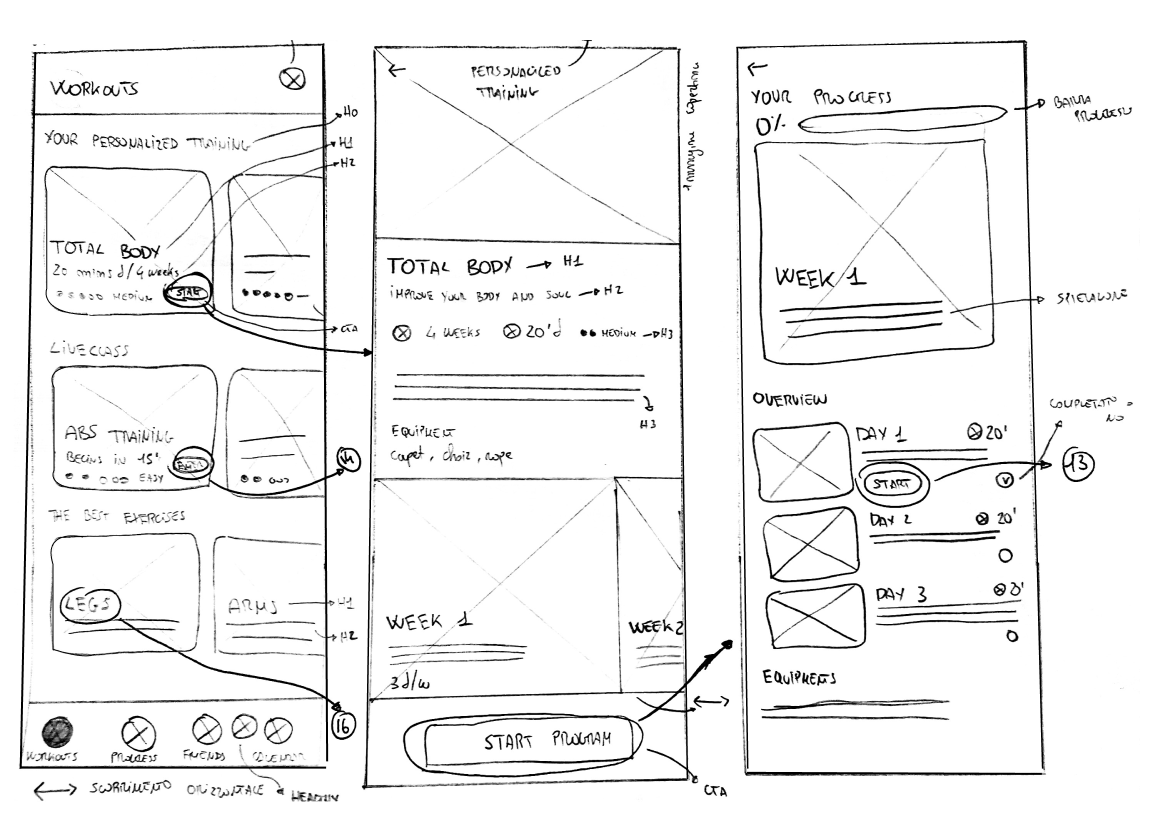 WORKOUTS
YOUR PERSONALIZED TRAINING
H0
H1
H2
TOTAL BODY
20 mins d/4 weeks
MEDIUM
START
CTA
LIVE CLASS
ABS TRAINING
BEGINS IN 15'
EASY
14
THE BEST EXERCISES
LEGS
ARMS
H1
H2
16
WORKOUTS
PROGRESS
FRIENDS
CALENDAR
SCORRIMENTO ORIZZONTALE
PERSONALIZED
TRAINING
immagine copertina
TOTAL BODY
H1
IMPROVE YOUR BODY AND SOUL
H2
4 WEEKS
20'd
MEDIUM
H3
H3
EQUIPMENT
capet, chair, rope
WEEK 1
3d/w
WEEK 2
START PROGRAM
CTA
YOUR PROGRESS
0%
BARRA
PROGRESSO
WEEK 1
SPIEGAZIONE
OVERVIEW
DAY 1
20'
START
COMPLETATO O
NO
13
DAY 2
20'
DAY 3
20'
EQUIPMENTS